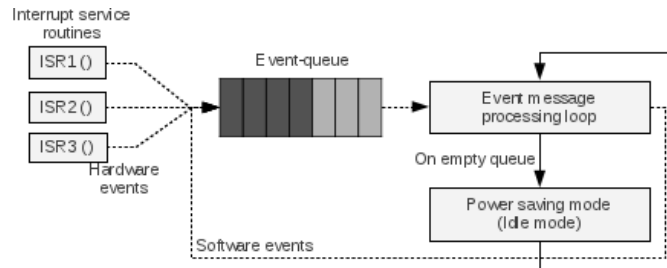 Interrupt service
routines
ISR1 ()
ISR2 ()
ISR3 ()
Hardware
events
Event-queue
Event message
processing loop
On empty queue
Power saving mode
(Idle mode)
Software events